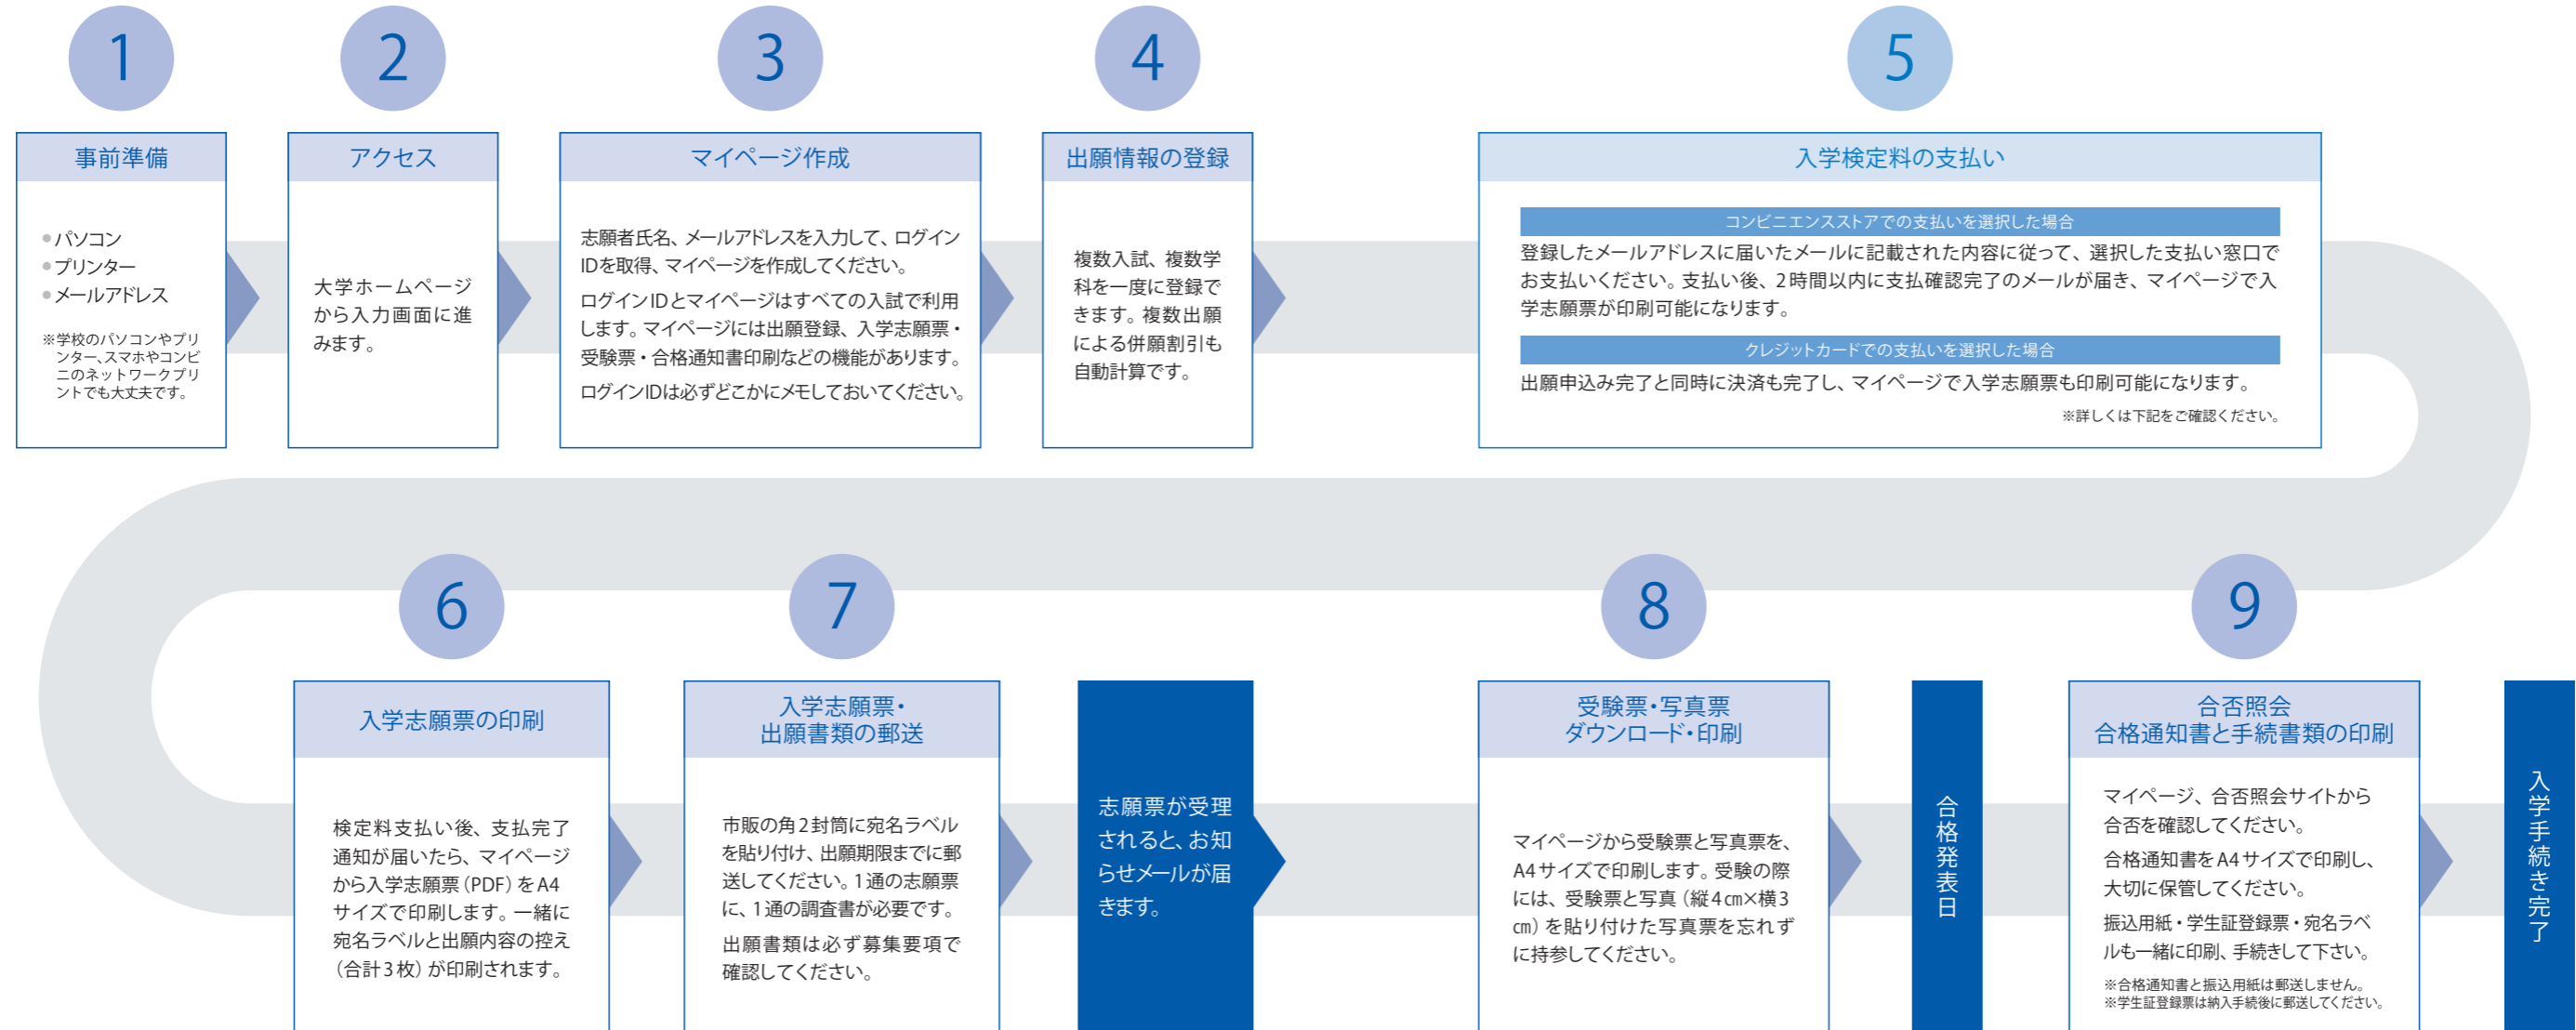 1
事前準備
●パソコン
●プリンター
●メールアドレス
※学校のパソコンやプリ
ンター、スマホやコンビ
ニのネットワークプリ
ントでも大丈夫です。
2
アクセス
大学ホームページ
から入力画面に進
みます。
3
マイページ作成
志願者氏名、メールアドレスを入力して、ログイン
IDを取得、マイページを作成してください。
ログインIDとマイページはすべての入試で利用
します。マイページには出願登録、入学志願票・
受験票・合格通知書印刷などの機能があります。
ログインIDは必ずどこかにメモしておいてください。
4
出願情報の登録
複数入試、複数学
科を一度に登録で
きます。複数出願
による併願割引も
自動計算です。
5
入学検定料の支払い
コンビニエンスストアでの支払いを選択した場合
登録したメールアドレスに届いたメールに記載された内容に従って、選択した支払い窓口で
お支払いください。支払い後、2時間以内に支払確認完了のメールが届き、マイページで入
学志願票が印刷可能になります。
クレジットカードでの支払いを選択した場合
出願申込み完了と同時に決済も完了し、マイページで入学志願票も印刷可能になります。
※詳しくは下記をご確認ください。
6
入学志願票の印刷
検定料支払い後、支払完了
通知が届いたら、マイページ
から入学志願票(PDF)をA4
サイズで印刷します。一緒に
宛名ラベルと出願内容の控え
(合計3枚)が印刷されます。
7
入学志願票・
出願書類の郵送
市販の角2封筒に宛名ラベル
を貼り付け、出願期限までに郵
送してください。1通の志願票
に、1通の調査書が必要です。
出願書類は必ず募集要項で
確認してください。
志願票が受理
されると、お知
らせメールが届
きます。
8
受験票・写真票
ダウンロード・印刷
マイページから受験票と写真票を、
A4サイズで印刷します。受験の際
には、受験票と写真(縦4㎝×横3
㎝)を貼り付けた写真票を忘れず
に持参してください。
合格発表日
9
合否照会
合格通知書と手続書類の印刷
マイページ、合否照会サイトから
合否を確認してください。
合格通知書をA4サイズで印刷し、
大切に保管してください。
振込用紙・学生証登録票・宛名ラベ
ルも一緒に印刷、手続きして下さい。
※合格通知書と振込用紙は郵送しません。
※学生証登録票は納入手続後に郵送してください。
入学手続き完了